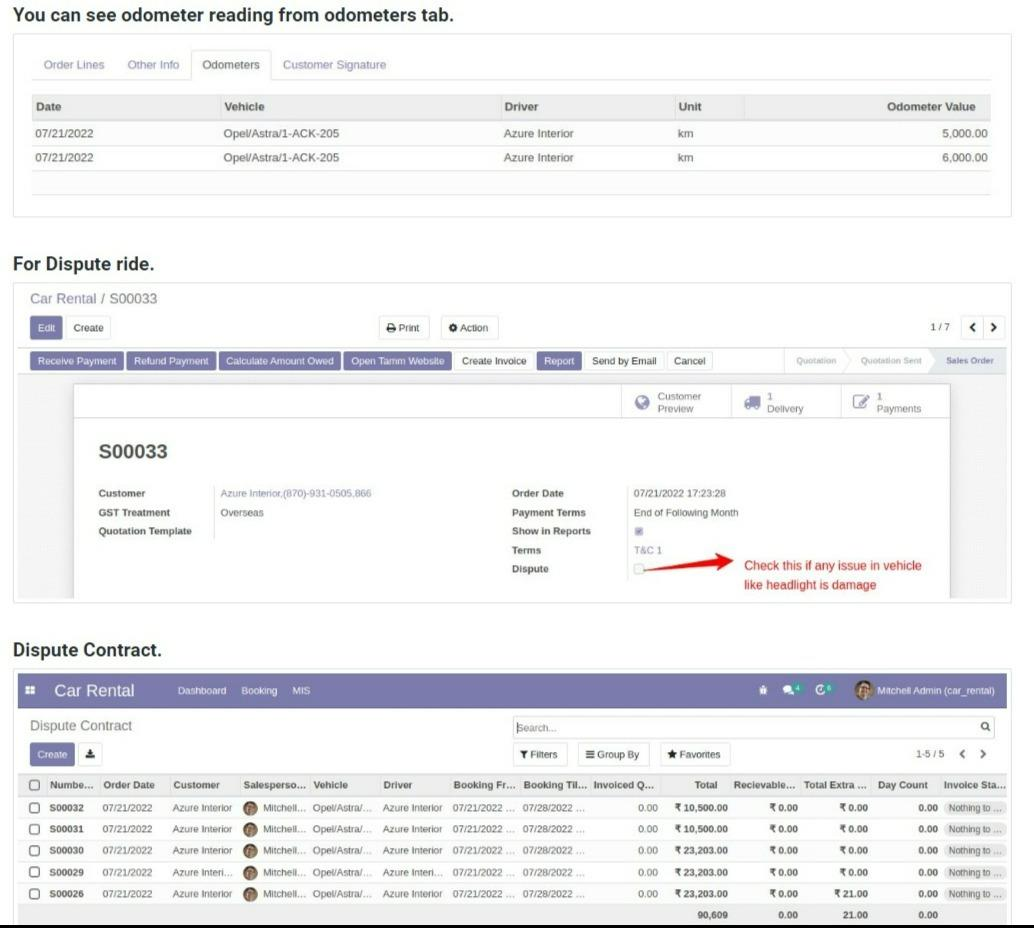 You can see odometer reading from odometers tab.
Order Lines Other Info Odometers Customer Signature
Date Vehicle Driver Unit Odometer Value
07/21/2022 Opel/Astra/1-ACK-205 Azure Interior km 5,000.00
07/21/2022 Opel/Astra/1-ACK-205 Azure Interior km 6,000.00
For Dispute ride.
Car Rental / S00033
Edit Create Print Action 1 / 7
Receive Payment Refund Payment Calculate Amount Owed Open Tamm Website Create Invoice Report Send by Email Cancel Quotation Quotation Sent Sales Order
Customer Preview 1 Delivery 1 Payments
S00033
Customer Azure Interior,(870)-931-0505,866 Order Date 07/21/2022 17:23:28
GST Treatment Overseas Payment Terms End of Following Month
Quotation Template Show in Reports
Terms T&C 1
Dispute Check this if any issue in vehicle
like headlight is damage
Dispute Contract.
Car Rental Dashboard Booking MIS 4 6 Mitchell Admin (car_rental)
Dispute Contract Search...
Create Filters Group By Favorites 1-5 / 5
Numbe... Order Date Customer Salesperso... Vehicle Driver Booking Fr... Booking Til... Invoiced Q... Total Recievable... Total Extra ... Day Count Invoice Sta...
S00032 07/21/2022 Azure Interior Mitchell... Opel/Astra/... Azure Interior 07/21/2022 ... 07/28/2022 ... 0.00 ₹ 10,500.00 ₹ 0.00 ₹ 0.00 0.00 Nothing to ...
S00031 07/21/2022 Azure Interior Mitchell... Opel/Astra/... Azure Interior 07/21/2022 ... 07/28/2022 ... 0.00 ₹ 10,500.00 ₹ 0.00 ₹ 0.00 0.00 Nothing to ...
S00030 07/21/2022 Azure Interior Mitchell... Opel/Astra/... Azure Interior 07/21/2022 ... 07/28/2022 ... 0.00 ₹ 23,203.00 ₹ 0.00 ₹ 0.00 0.00 Nothing to ...
S00029 07/21/2022 Azure Interi... Mitchell... Opel/Astra/... Azure Interi... 07/21/2022 ... 07/28/2022 ... 0.00 ₹ 23,203.00 ₹ 0.00 ₹ 0.00 0.00 Nothing to ...
S00026 07/21/2022 Azure Interior Mitchell... Opel/Astra/... Azure Interior 07/21/2022 ... 07/28/2022 ... 0.00 ₹ 23,203.00 ₹ 0.00 ₹ 21.00 0.00 Nothing to ...
90,609 0.00 21.00 0.00